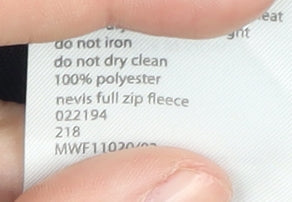 do not iron
do not dry clean
100% polyester
nevis full zip fleece
022194
218